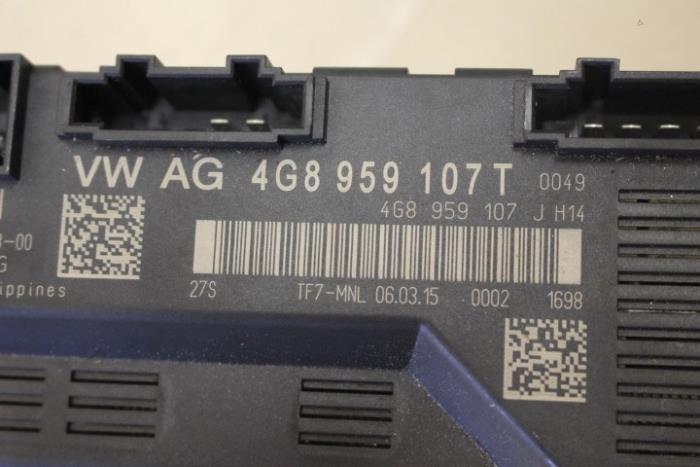 VW AG 4G8 959 107 T 0049
4G8 959 107 J H14
-00
G
ippines
27S TF7-MNL 06.03.15 0002 1698